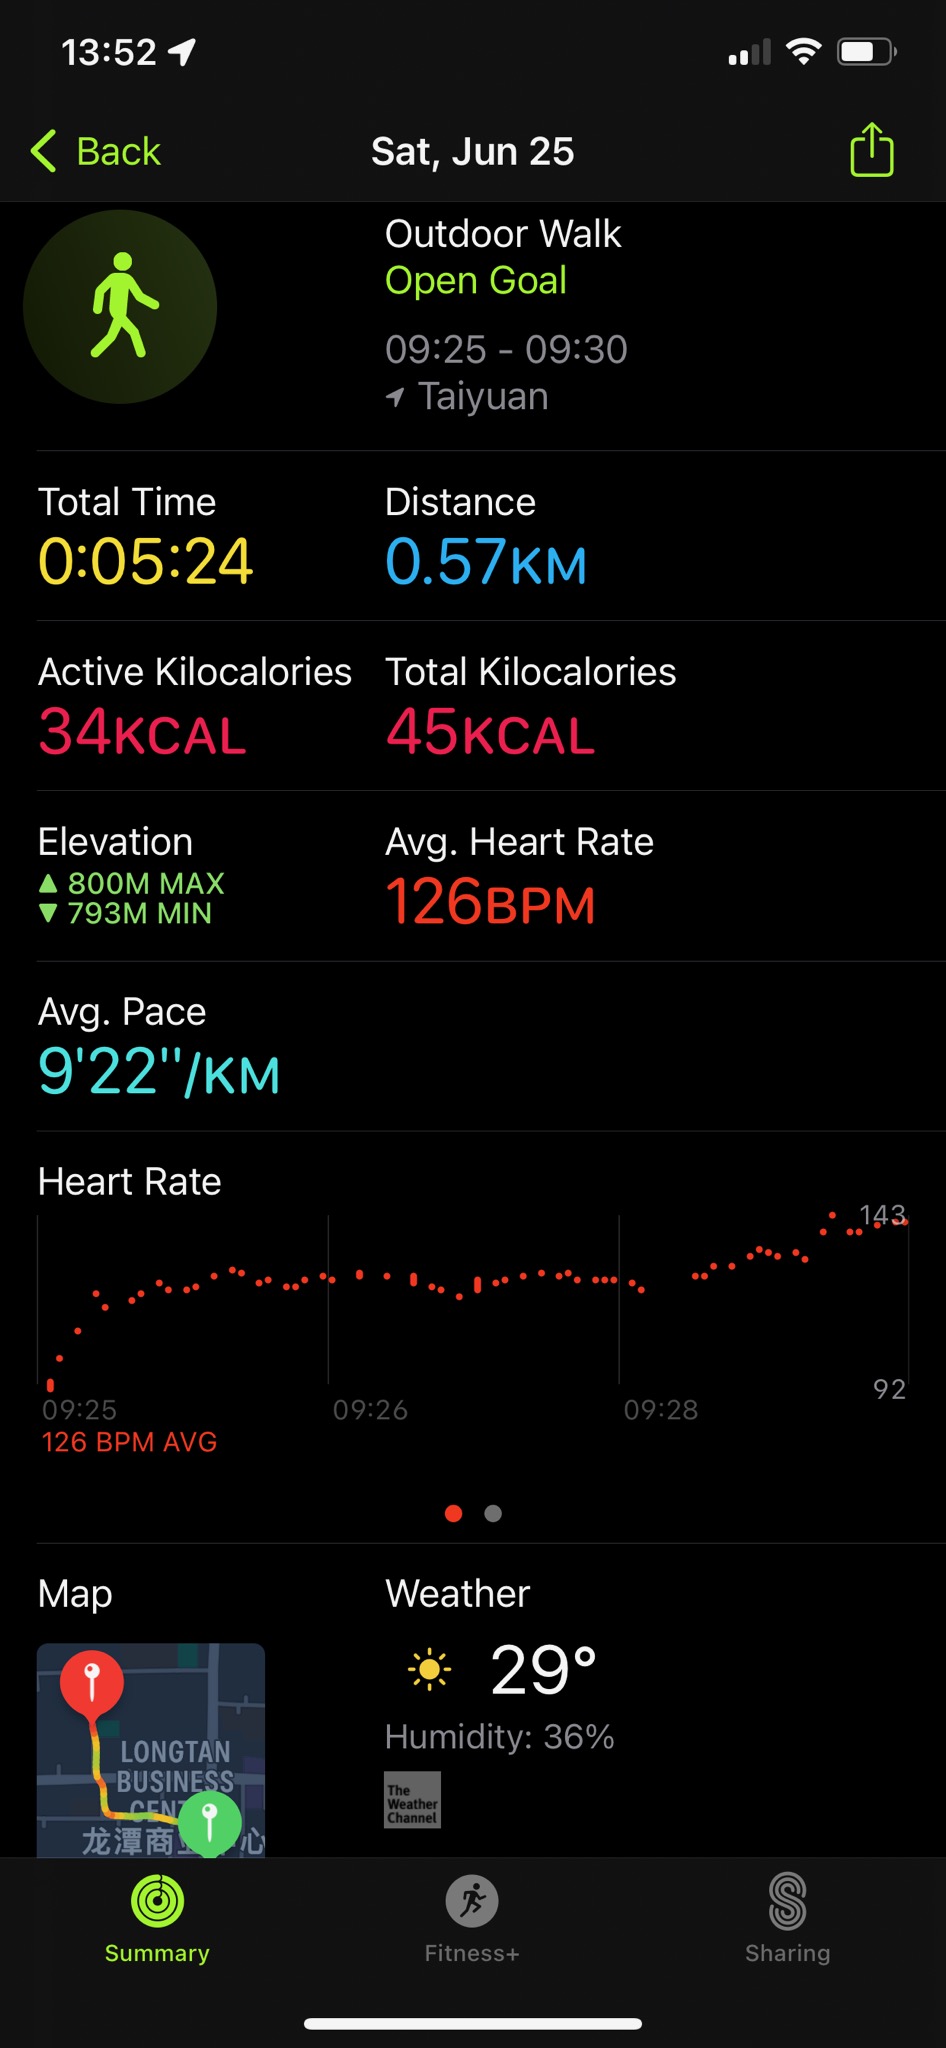 13:52
Back
Sat, Jun 25
Outdoor Walk
Open Goal
09:25 - 09:30
Taiyuan
Total Time
0:05:24
Distance
0.57KM
Active Kilocalories
34KCAL
Total Kilocalories
45KCAL
Elevation
▲ 800M MAX
▼ 793M MIN
Avg. Heart Rate
126BPM
Avg. Pace
9'22''/KM
Heart Rate
143
92
09:25
09:26
09:28
126 BPM AVG
Map
LONGTAN
BUSINESS
龙潭商
心
Weather
29°
Humidity: 36%
The
Weather
Channel
Summary
Fitness+
Sharing